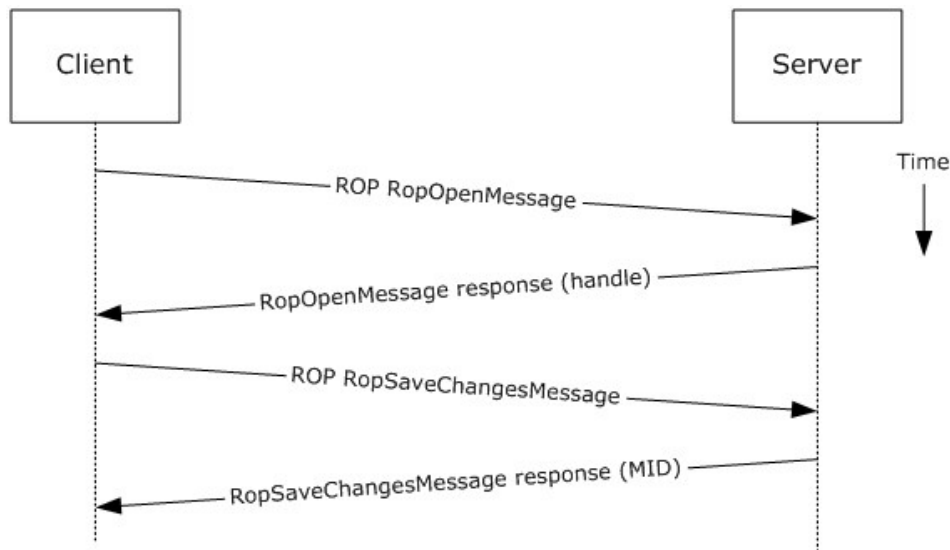 Client
Server
Time
ROP RopOpenMessage
RopOpenMessage response (handle)
ROP RopSaveChangesMessage
RopSaveChangesMessage response (MID)